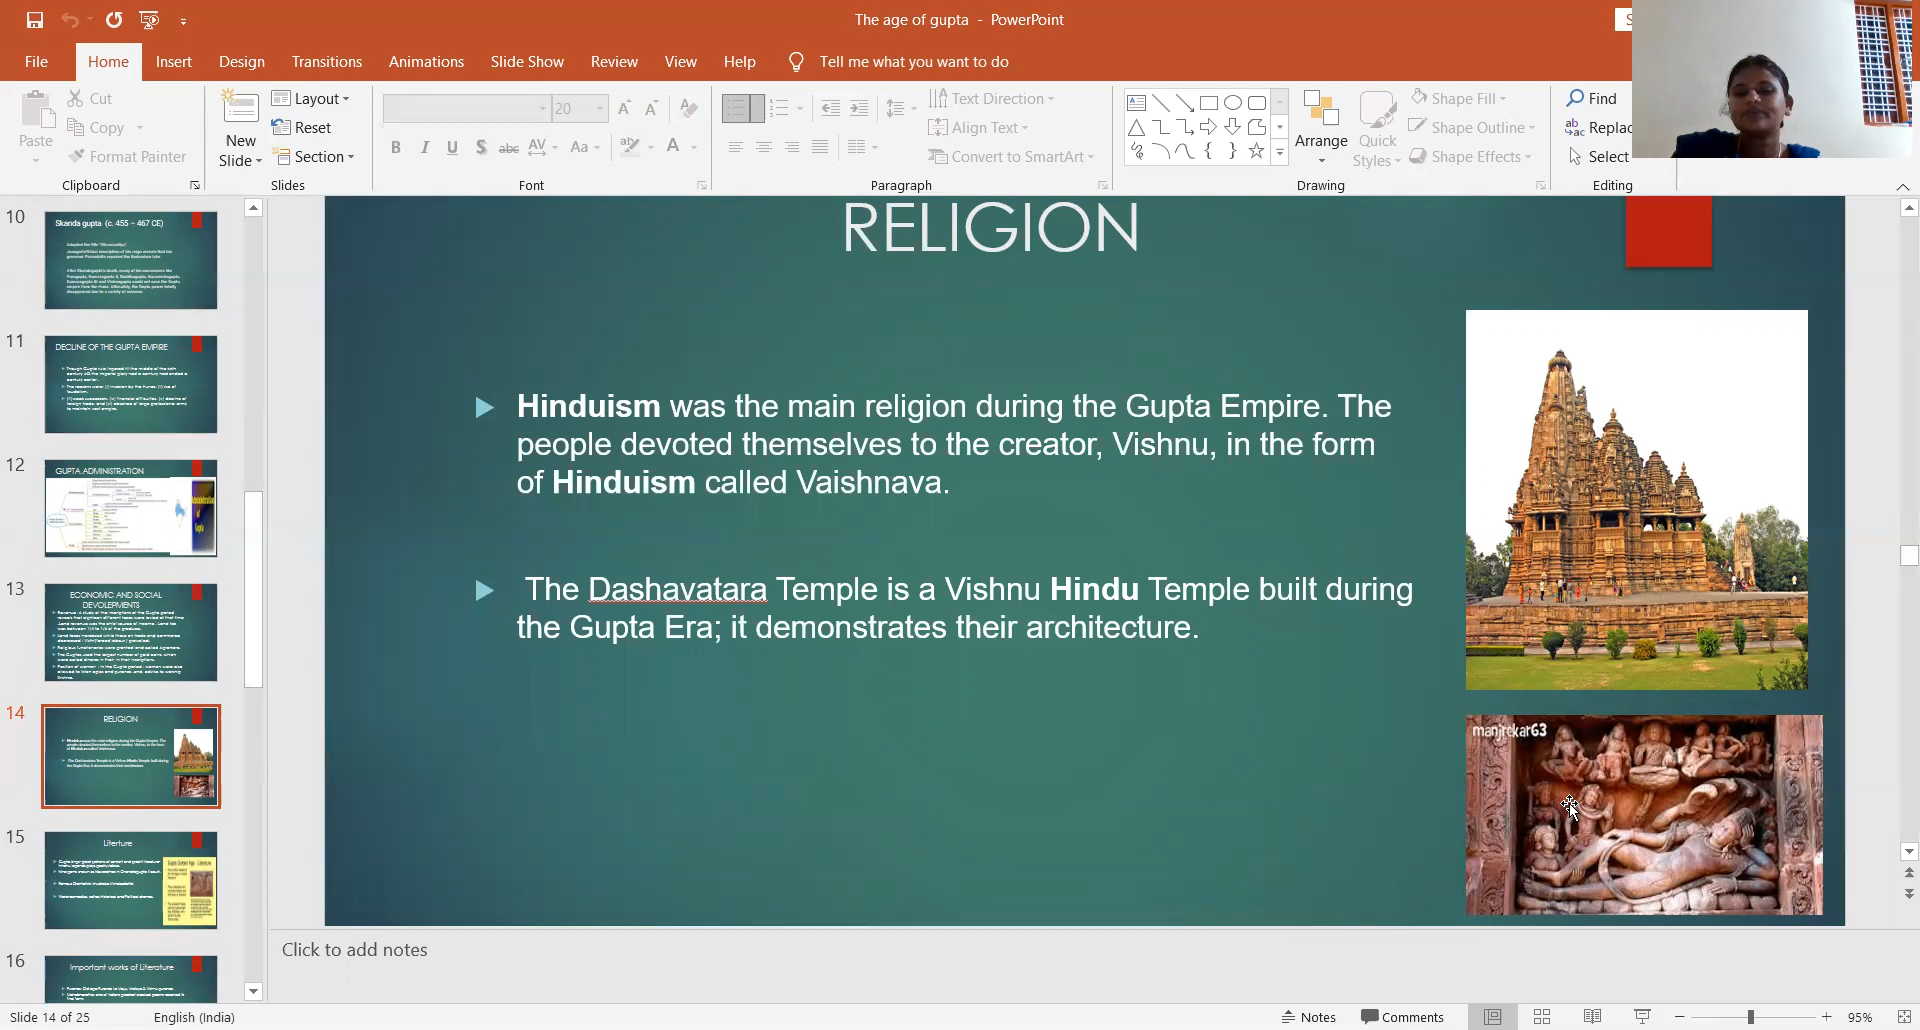 The age of gupta - PowerPoint
File Home Insert Design Transitions Animations Slide Show Review View Help Tell me what you want to do
Paste
Cut
Copy
Format Painter
Clipboard
New Slide
Layout
Reset
Section
Slides
20
B I U S abc AV Aa A
Font
Text Direction
Align Text
Convert to SmartArt
Paragraph
Arrange
Quick Styles
Shape Fill
Shape Outline
Shape Effects
Drawing
Find
Replac
Select
Editing
10
Skanda gupta (c. 455 – 467 CE)
11
DECLINE OF THE GUPTA EMPIRE
12
GUPTA ADMINISTRATION
13
ECONOMIC AND SOCIAL
DEVOLEPMENTS
14
RELIGION
15
Literture
16
Important works of Literature
RELIGION
Hinduism was the main religion during the Gupta Empire. The
people devoted themselves to the creator, Vishnu, in the form
of Hinduism called Vaishnava.
The Dashavatara Temple is a Vishnu Hindu Temple built during
the Gupta Era; it demonstrates their architecture.
manjrekar63
Click to add notes
Slide 14 of 25 English (India) Notes Comments 95%